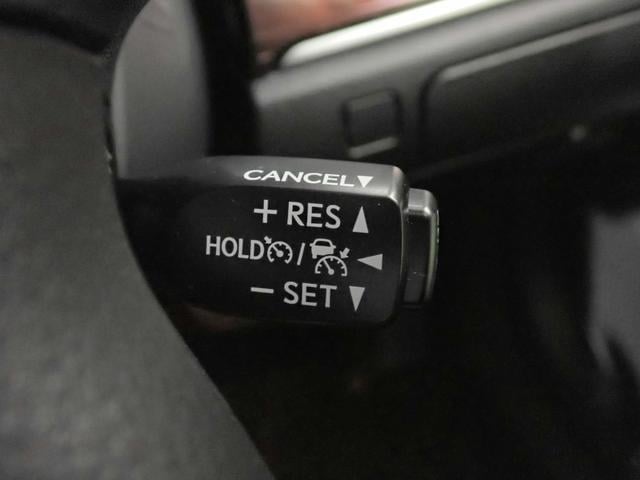 CANCEL▼
+ RES ▲
HOLD / ◀
− SET ▼